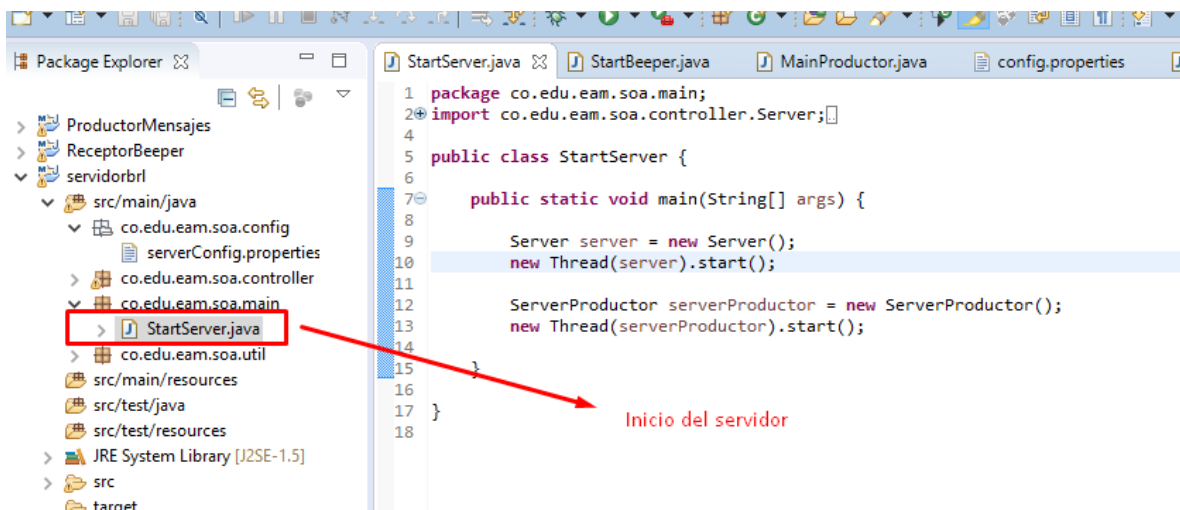 Package Explorer
ProductorMensajes
ReceptorBeeper
servidorbrl
src/main/java
co.edu.eam.soa.config
serverConfig.properties
co.edu.eam.soa.controller
co.edu.eam.soa.main
StartServer.java
co.edu.eam.soa.util
src/main/resources
src/test/java
src/test/resources
JRE System Library [J2SE-1.5]
src
target
StartServer.java StartBeeper.java MainProductor.java config.properties
1 package co.edu.eam.soa.main;
2 import co.edu.eam.soa.controller.Server;
4
5 public class StartServer {
6
7 public static void main(String[] args) {
8
9 Server server = new Server();
10 new Thread(server).start();
11
12 ServerProductor serverProductor = new ServerProductor();
13 new Thread(serverProductor).start();
14
15 }
16
17 }
18
Inicio del servidor